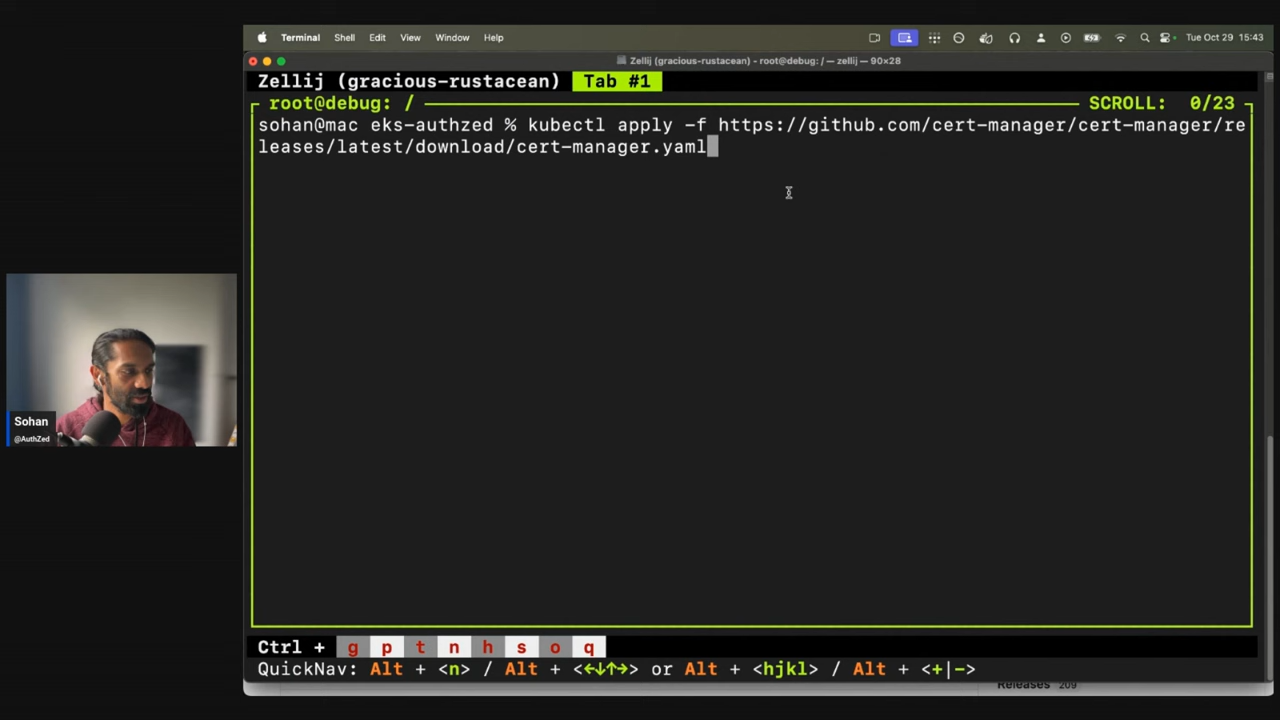 Terminal Shell Edit View Window Help Tue Oct 29 15:43
Zellij (gracious-rustacean) - root@debug: / — zellij — 90×28
Zellij (gracious-rustacean) Tab #1
root@debug: / SCROLL: 0/23
sohan@mac eks-authzed % kubectl apply -f https://github.com/cert-manager/cert-manager/re
leases/latest/download/cert-manager.yaml
Sohan
@AuthZed
Ctrl + g p t n h s o q
QuickNav: Alt + <n> / Alt + <←↓↑→> or Alt + <hjkl> / Alt + <+|->
Releases 209